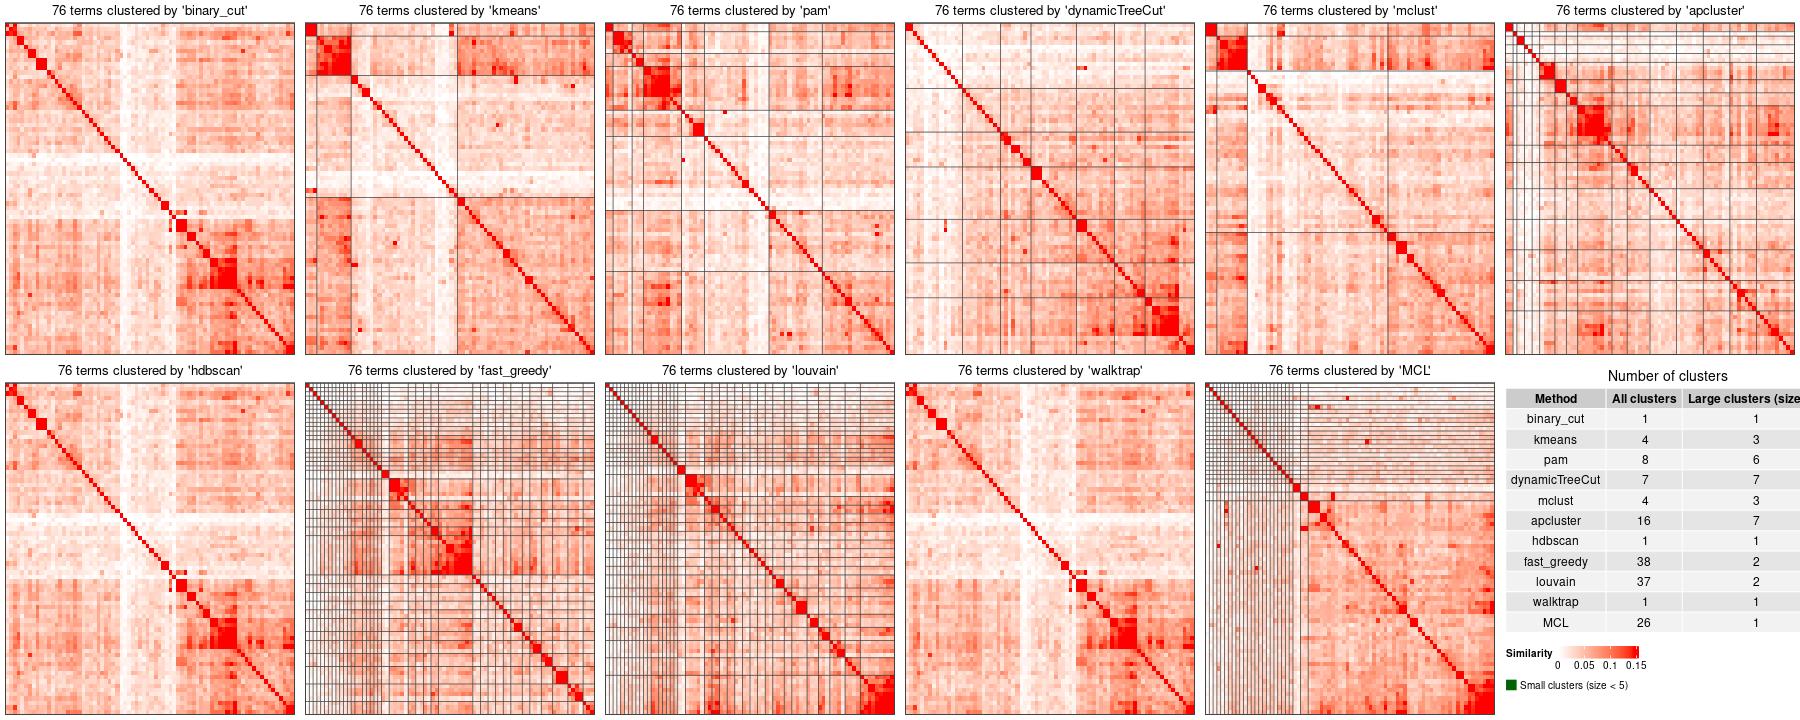 76 terms clustered by 'binary_cut'
76 terms clustered by 'kmeans'
76 terms clustered by 'pam'
76 terms clustered by 'dynamicTreeCut'
76 terms clustered by 'mclust'
76 terms clustered by 'apcluster'
76 terms clustered by 'hdbscan'
76 terms clustered by 'fast_greedy'
76 terms clustered by 'louvain'
76 terms clustered by 'walktrap'
76 terms clustered by 'MCL'
Number of clusters
Method All clusters Large clusters (size
binary_cut 1 1
kmeans 4 3
pam 8 6
dynamicTreeCut 7 7
mclust 4 3
apcluster 16 7
hdbscan 1 1
fast_greedy 38 2
louvain 37 2
walktrap 1 1
MCL 26 1
Similarity
0 0.05 0.1 0.15
Small clusters (size < 5)